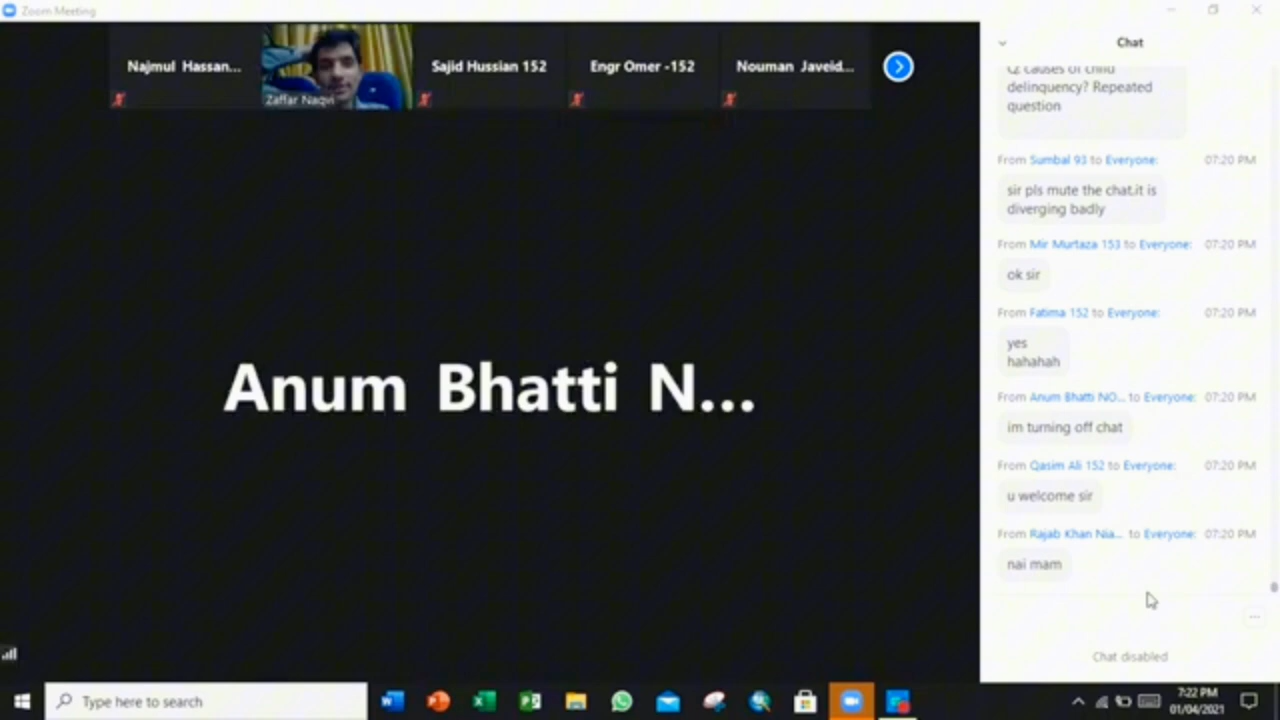 Zoom Meeting
Najmul Hassan...
Zaffar Naqvi
Sajid Hussian 152
Engr Omer -152
Nouman Javeid...
Anum Bhatti N...
Chat
Q2 causes of child
delinquency? Repeated
question
From Sumbal 93 to Everyone: 07:20 PM
sir pls mute the chat.it is
diverging badly
From Mir Murtaza 153 to Everyone: 07:20 PM
ok sir
From Fatima 152 to Everyone: 07:20 PM
yes
hahahah
From Anum Bhatti NO... to Everyone: 07:20 PM
im turning off chat
From Qasim Ali 152 to Everyone: 07:20 PM
u welcome sir
From Rajab Khan Nia... to Everyone: 07:20 PM
nai mam
Chat disabled
Type here to search
7:22 PM
01/04/2021